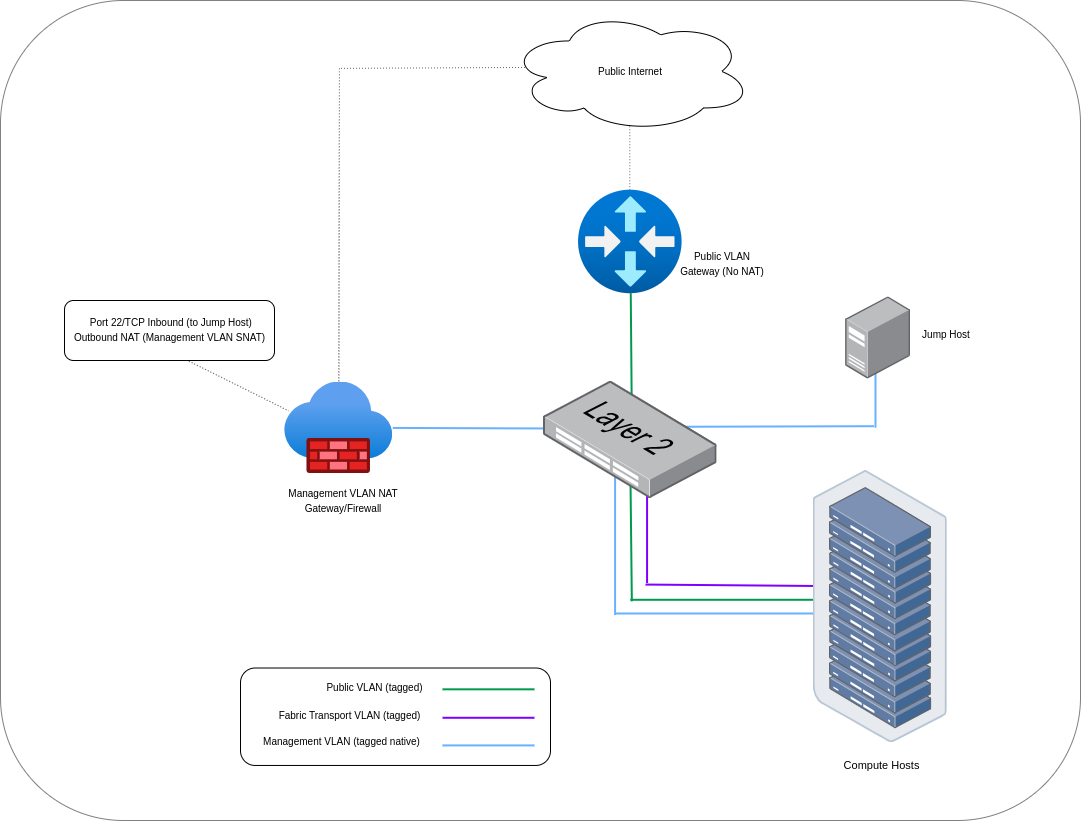 Public Internet
Public VLAN
Gateway (No NAT)
Port 22/TCP Inbound (to Jump Host)
Outbound NAT (Management VLAN SNAT)
Jump Host
Layer 2
Management VLAN NAT
Gateway/Firewall
Public VLAN (tagged)
Fabric Transport VLAN (tagged)
Management VLAN (tagged native)
Compute Hosts